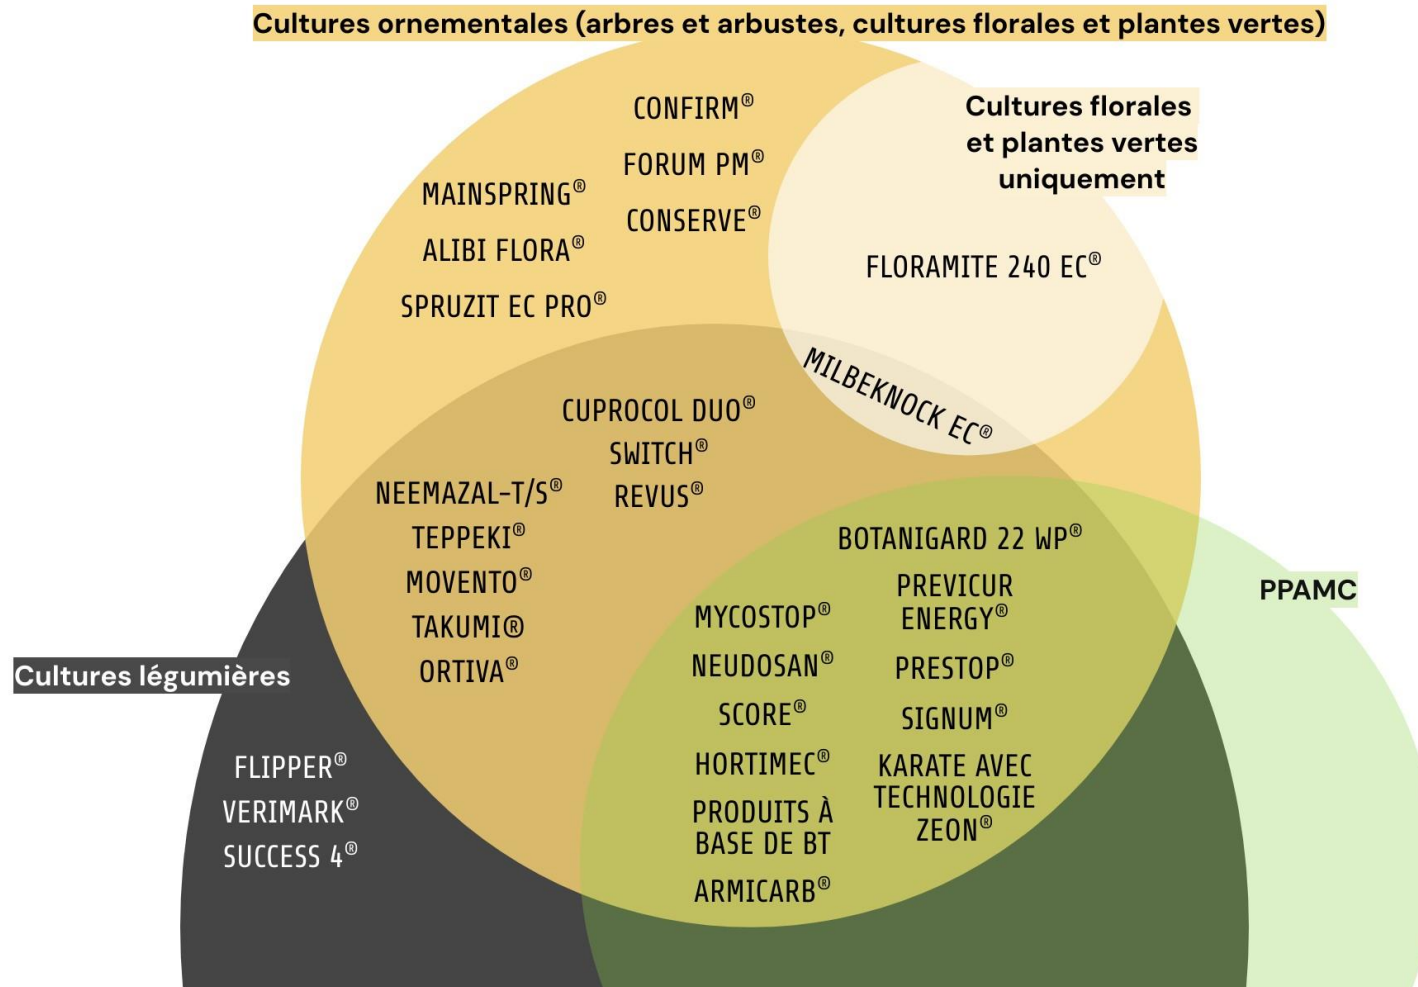 Cultures ornementales (arbres et arbustes, cultures florales et plantes vertes)
CONFIRM®
FORUM PM®
CONSERVE®
MAINSPRING®
ALIBI FLORA®
SPRUZIT EC PRO®
Cultures florales
et plantes vertes
uniquement
FLORAMITE 240 EC®
MILBEKNOCK EC®
CUPROCOL DUO®
SWITCH®
REVUS®
NEEMAZAL-T/S®
TEPPEKI®
MOVENTO®
TAKUMI®
ORTIVA®
BOTANIGARD 22 WP®
PREVICUR
ENERGY®
PRESTOP®
SIGNUM®
KARATE AVEC
TECHNOLOGIE
ZEON®
MYCOSTOP®
NEUDOSAN®
SCORE®
HORTIMEC®
PRODUITS À
BASE DE BT
ARMICARB®
PPAMC
Cultures légumières
FLIPPER®
VERIMARK®
SUCCESS 4®